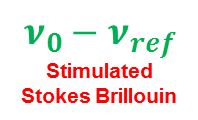 ν₀ − νᵣₑf
Stimulated
Stokes Brillouin